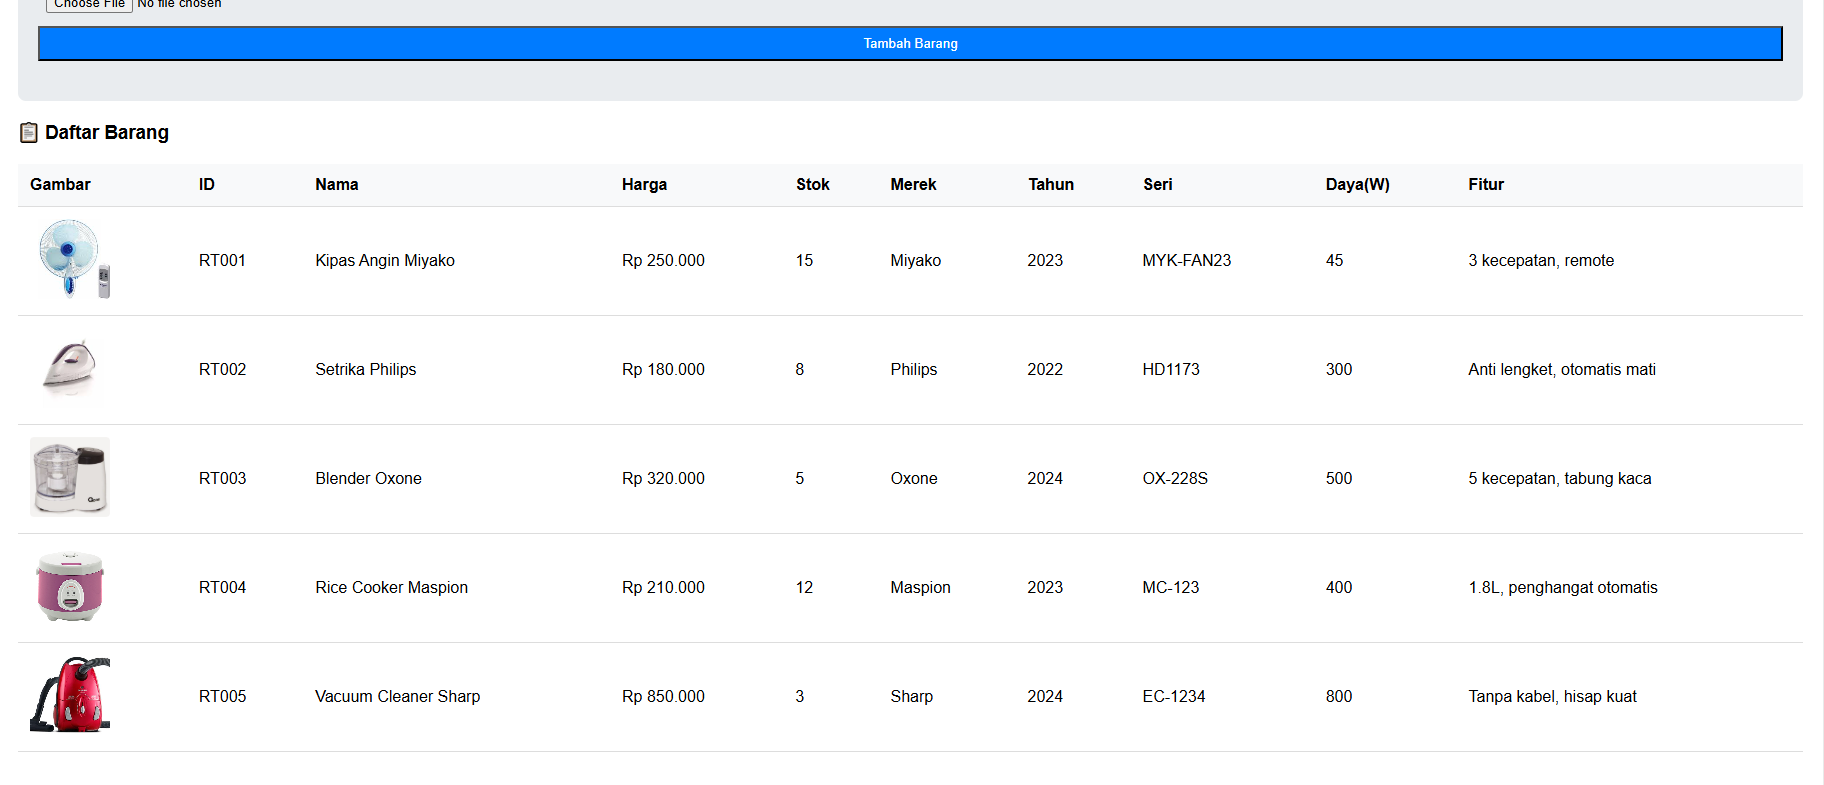 Choose File No file chosen
Tambah Barang
📋 Daftar Barang
Gambar ID Nama Harga Stok Merek Tahun Seri Daya(W) Fitur
RT001 Kipas Angin Miyako Rp 250.000 15 Miyako 2023 MYK-FAN23 45 3 kecepatan, remote
RT002 Setrika Philips Rp 180.000 8 Philips 2022 HD1173 300 Anti lengket, otomatis mati
RT003 Blender Oxone Rp 320.000 5 Oxone 2024 OX-228S 500 5 kecepatan, tabung kaca
RT004 Rice Cooker Maspion Rp 210.000 12 Maspion 2023 MC-123 400 1.8L, penghangat otomatis
RT005 Vacuum Cleaner Sharp Rp 850.000 3 Sharp 2024 EC-1234 800 Tanpa kabel, hisap kuat